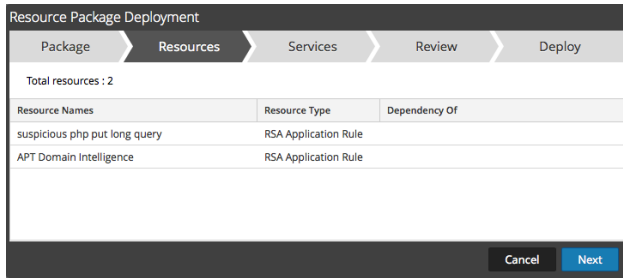 Resource Package Deployment
Package Resources Services Review Deploy
Total resources : 2
Resource Names Resource Type Dependency Of
suspicious php put long query RSA Application Rule
APT Domain Intelligence RSA Application Rule
Cancel Next